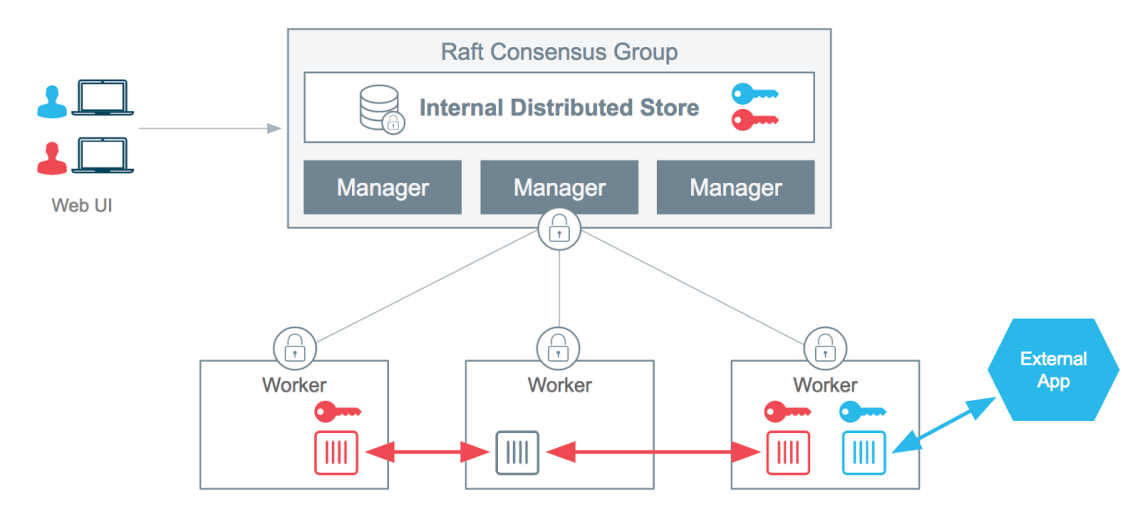 Raft Consensus Group
Internal Distributed Store
Manager
Manager
Manager
Web UI
Worker
Worker
Worker
External
App